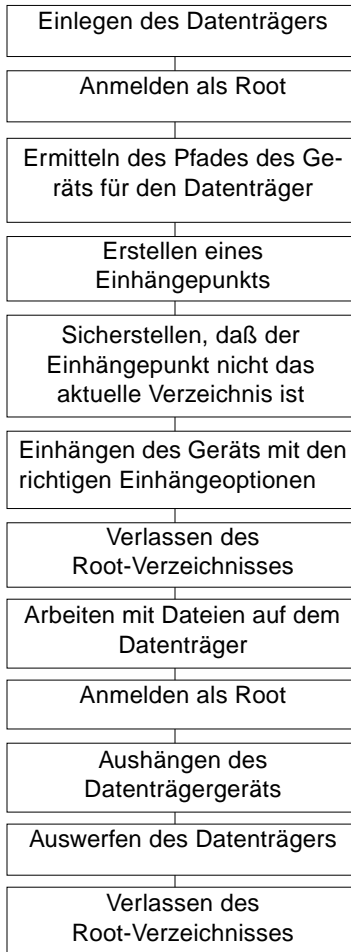 Einlegen des Datenträgers
Anmelden als Root
Ermitteln des Pfades des Ge-
räts für den Datenträger
Erstellen eines
Einhängepunkts
Sicherstellen, daß der
Einhängepunkt nicht das
aktuelle Verzeichnis ist
Einhängen des Geräts mit den
richtigen Einhängeoptionen
Verlassen des
Root-Verzeichnisses
Arbeiten mit Dateien auf dem
Datenträger
Anmelden als Root
Aushängen des
Datenträgergeräts
Auswerfen des Datenträgers
Verlassen des
Root-Verzeichnisses